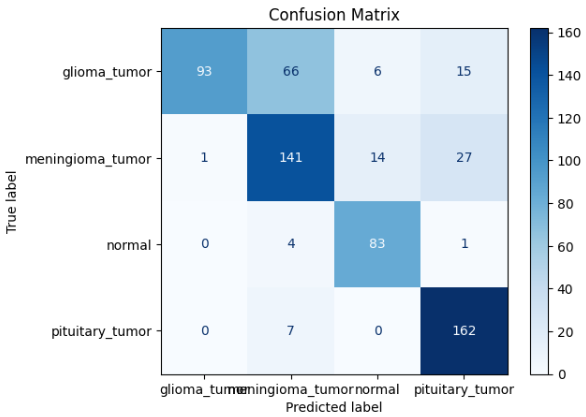 Confusion Matrix
glioma_tumor 93 66 6 15
meningioma_tumor 1 141 14 27
normal 0 4 83 1
pituitary_tumor 0 7 0 162
glioma_tumor meningioma_tumor normal pituitary_tumor
Predicted label
True label
160
140
120
100
80
60
40
20
0